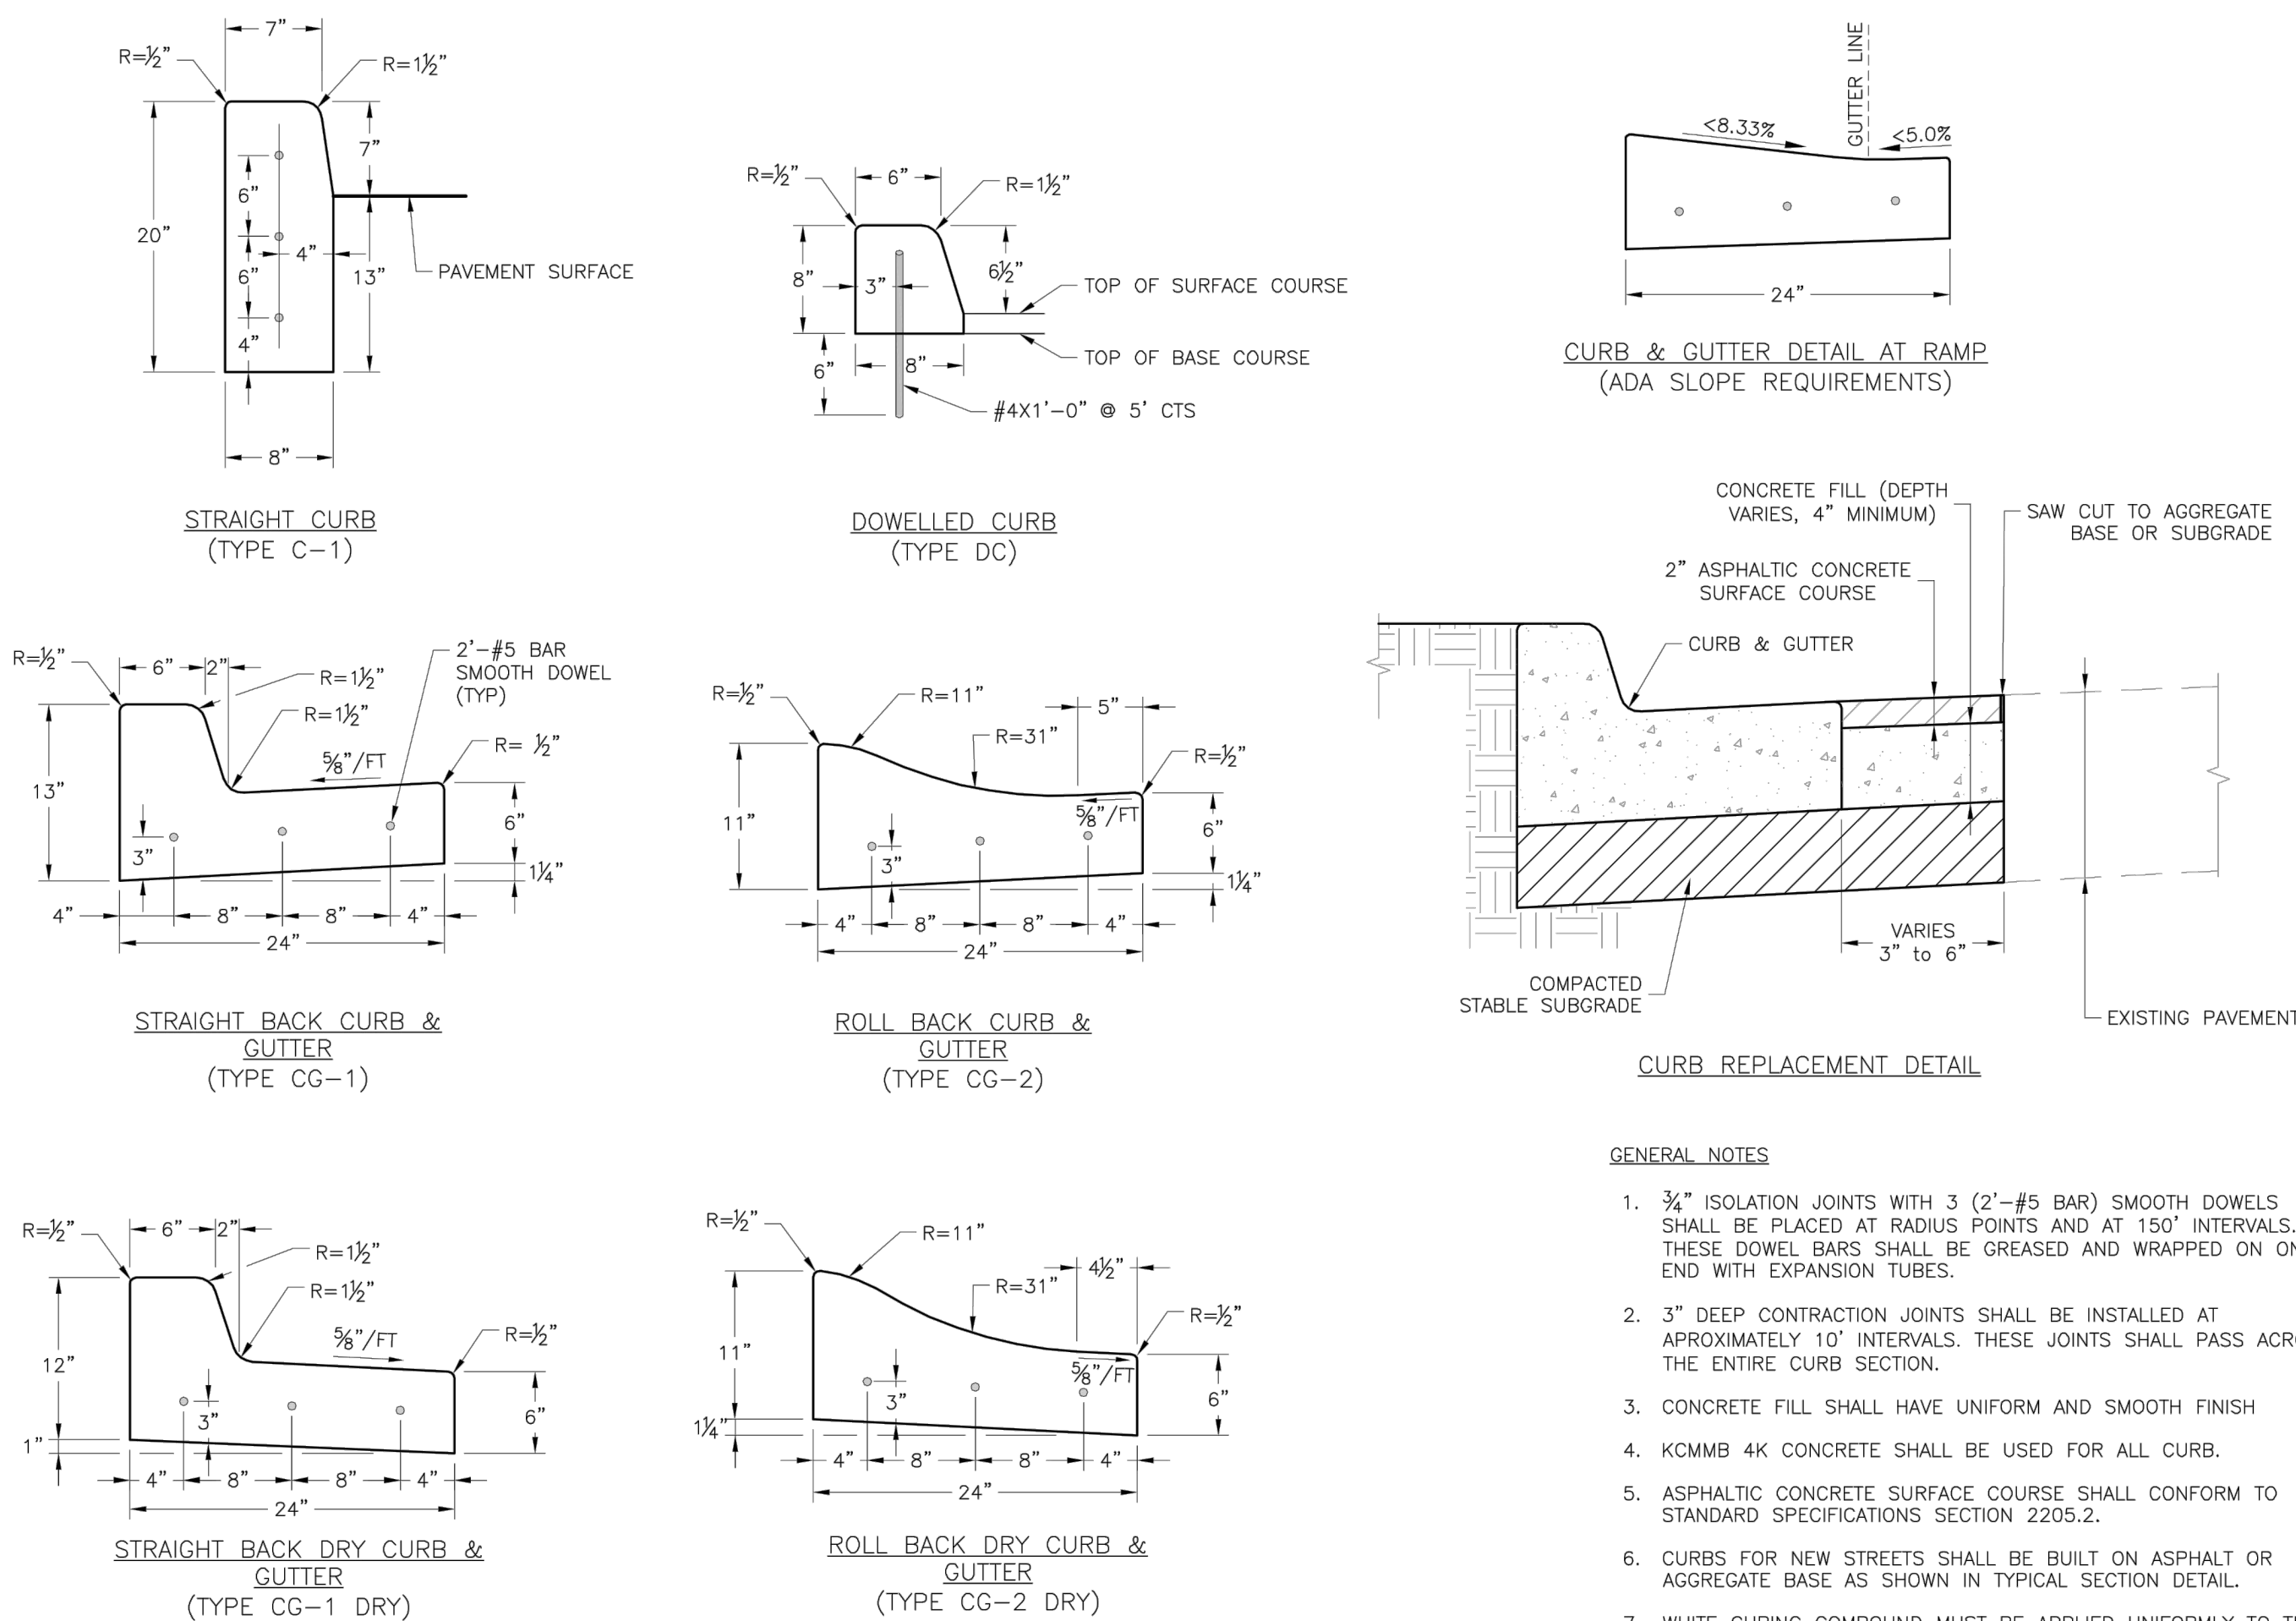 7”
R=½”
R=1½”
20”
7”
6”
4”
6”
13”
4”
PAVEMENT SURFACE
8”
STRAIGHT CURB
(TYPE C-1)
R=½”
6”
R=1½”
8”
3”
6½”
TOP OF SURFACE COURSE
TOP OF BASE COURSE
6”
8”
#4X1'-0” @ 5' CTS
DOWELLED CURB
(TYPE DC)
GUTTER LINE
<8.33%
<5.0%
24”
CURB & GUTTER DETAIL AT RAMP
(ADA SLOPE REQUIREMENTS)
R=½”
6”
2”
R=1½”
R=1½”
2'-#5 BAR
SMOOTH DOWEL
(TYP)
R= ½”
⅝”/FT
13”
3”
6”
1¼”
4”
8”
8”
4”
24”
STRAIGHT BACK CURB &
GUTTER
(TYPE CG-1)
R=½”
R=11”
5”
R=31”
R=½”
⅝”/FT
11”
3”
6”
1¼”
4”
8”
8”
4”
24”
ROLL BACK CURB &
GUTTER
(TYPE CG-2)
CONCRETE FILL (DEPTH
VARIES, 4” MINIMUM)
SAW CUT TO AGGREGATE
BASE OR SUBGRADE
2” ASPHALTIC CONCRETE
SURFACE COURSE
CURB & GUTTER
VARIES
3” to 6”
COMPACTED
STABLE SUBGRADE
EXISTING PAVEMENT
CURB REPLACEMENT DETAIL
R=½”
6”
2”
R=1½”
R=1½”
⅝”/FT
R=½”
12”
3”
6”
1”
4”
8”
8”
4”
24”
STRAIGHT BACK DRY CURB &
GUTTER
(TYPE CG-1 DRY)
R=½”
R=11”
4½”
R=31”
R=½”
⅝”/FT
11”
3”
6”
1¼”
4”
8”
8”
4”
24”
ROLL BACK DRY CURB &
GUTTER
(TYPE CG-2 DRY)
GENERAL NOTES
1. ¾” ISOLATION JOINTS WITH 3 (2'-#5 BAR) SMOOTH DOWELS
SHALL BE PLACED AT RADIUS POINTS AND AT 150' INTERVALS.
THESE DOWEL BARS SHALL BE GREASED AND WRAPPED ON
END WITH EXPANSION TUBES.
2. 3” DEEP CONTRACTION JOINTS SHALL BE INSTALLED AT
APROXIMATELY 10' INTERVALS. THESE JOINTS SHALL PASS
THE ENTIRE CURB SECTION.
3. CONCRETE FILL SHALL HAVE UNIFORM AND SMOOTH FINISH
4. KCMMB 4K CONCRETE SHALL BE USED FOR ALL CURB.
5. ASPHALTIC CONCRETE SURFACE COURSE SHALL CONFORM TO
STANDARD SPECIFICATIONS SECTION 2205.2.
6. CURBS FOR NEW STREETS SHALL BE BUILT ON ASPHALT OR
AGGREGATE BASE AS SHOWN IN TYPICAL SECTION DETAIL.
7. WHITE CURING COMPOUND MUST BE APPLIED UNIFORMLY TO